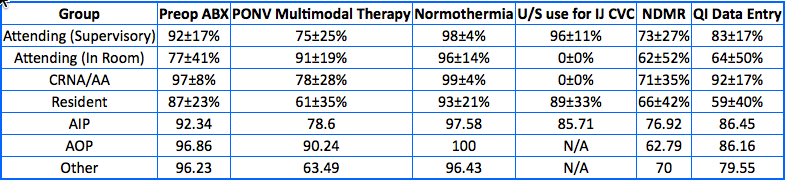 Group Preop ABX PONV Multimodal Therapy Normothermia U/S use for IJ CVC NDMR QI Data Entry
Attending (Supervisory) 92±17% 75±25% 98±4% 96±11% 73±27% 83±17%
Attending (In Room) 77±41% 91±19% 96±14% 0±0% 62±52% 64±50%
CRNA/AA 97±8% 78±28% 99±4% 0±0% 71±35% 92±17%
Resident 87±23% 61±35% 93±21% 89±33% 66±42% 59±40%
AIP 92.34 78.6 97.58 85.71 76.92 86.45
AOP 96.86 90.24 100 N/A 62.79 86.16
Other 96.23 63.49 96.43 N/A 70 79.55